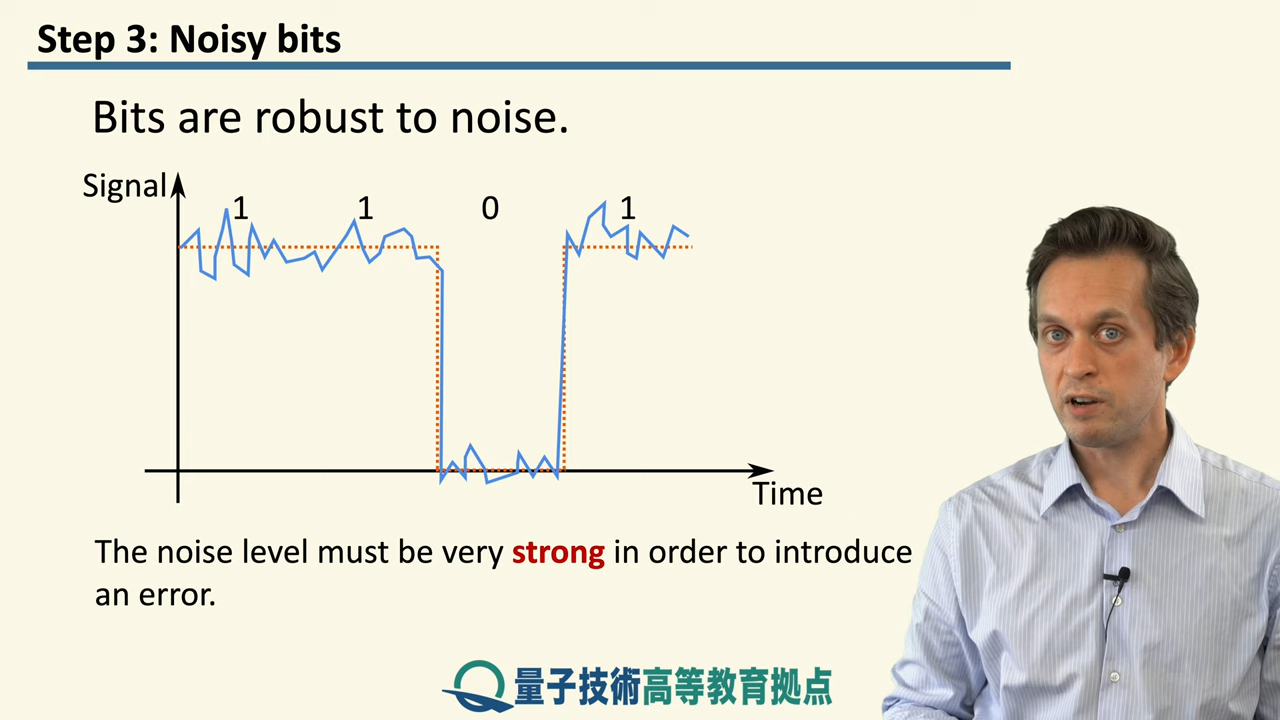 Step 3: Noisy bits
Bits are robust to noise.
Signal
1 1 0 1
Time
The noise level must be very strong in order to introduce
an error.
量子技術高等教育拠点